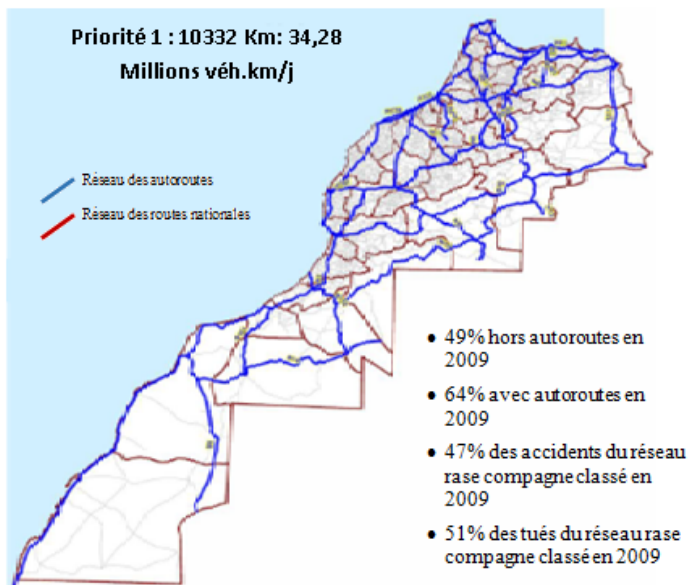 Priorité 1 : 10332 Km: 34,28
Millions véh.km/j
Réseau des autoroutes
Réseau des routes nationales
• 49% hors autoroutes en
2009
• 64% avec autoroutes en
2009
• 47% des accidents du réseau
rase compagne classé en
2009
• 51% des tués du réseau rase
compagne classé en 2009